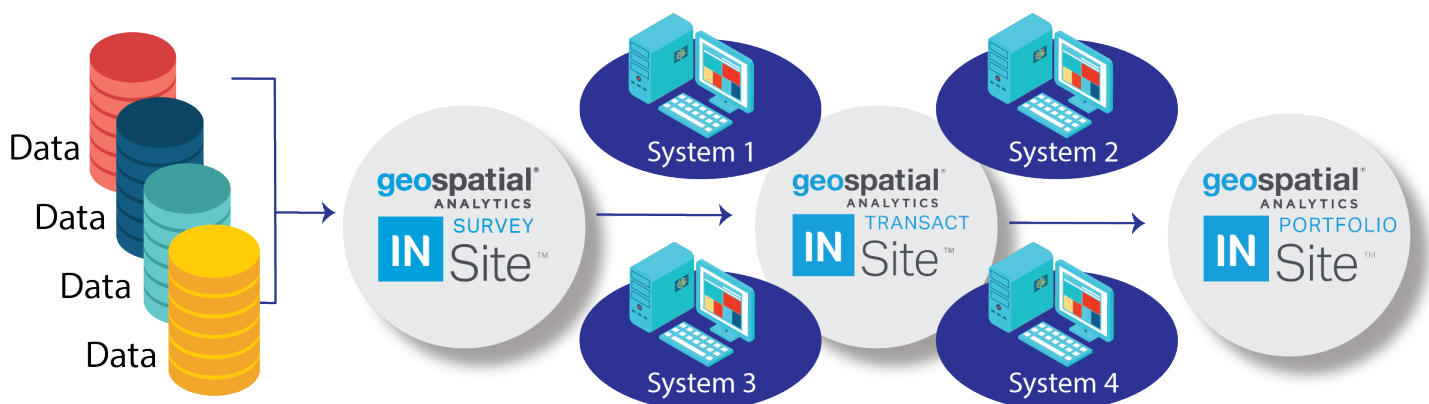 Data
Data
Data
Data
geospatial®
ANALYTICS
IN SURVEY
Site™
System 1
System 3
geospatial®
ANALYTICS
IN TRANSACT
Site™
System 2
System 4
geospatial®
ANALYTICS
IN PORTFOLIO
Site™